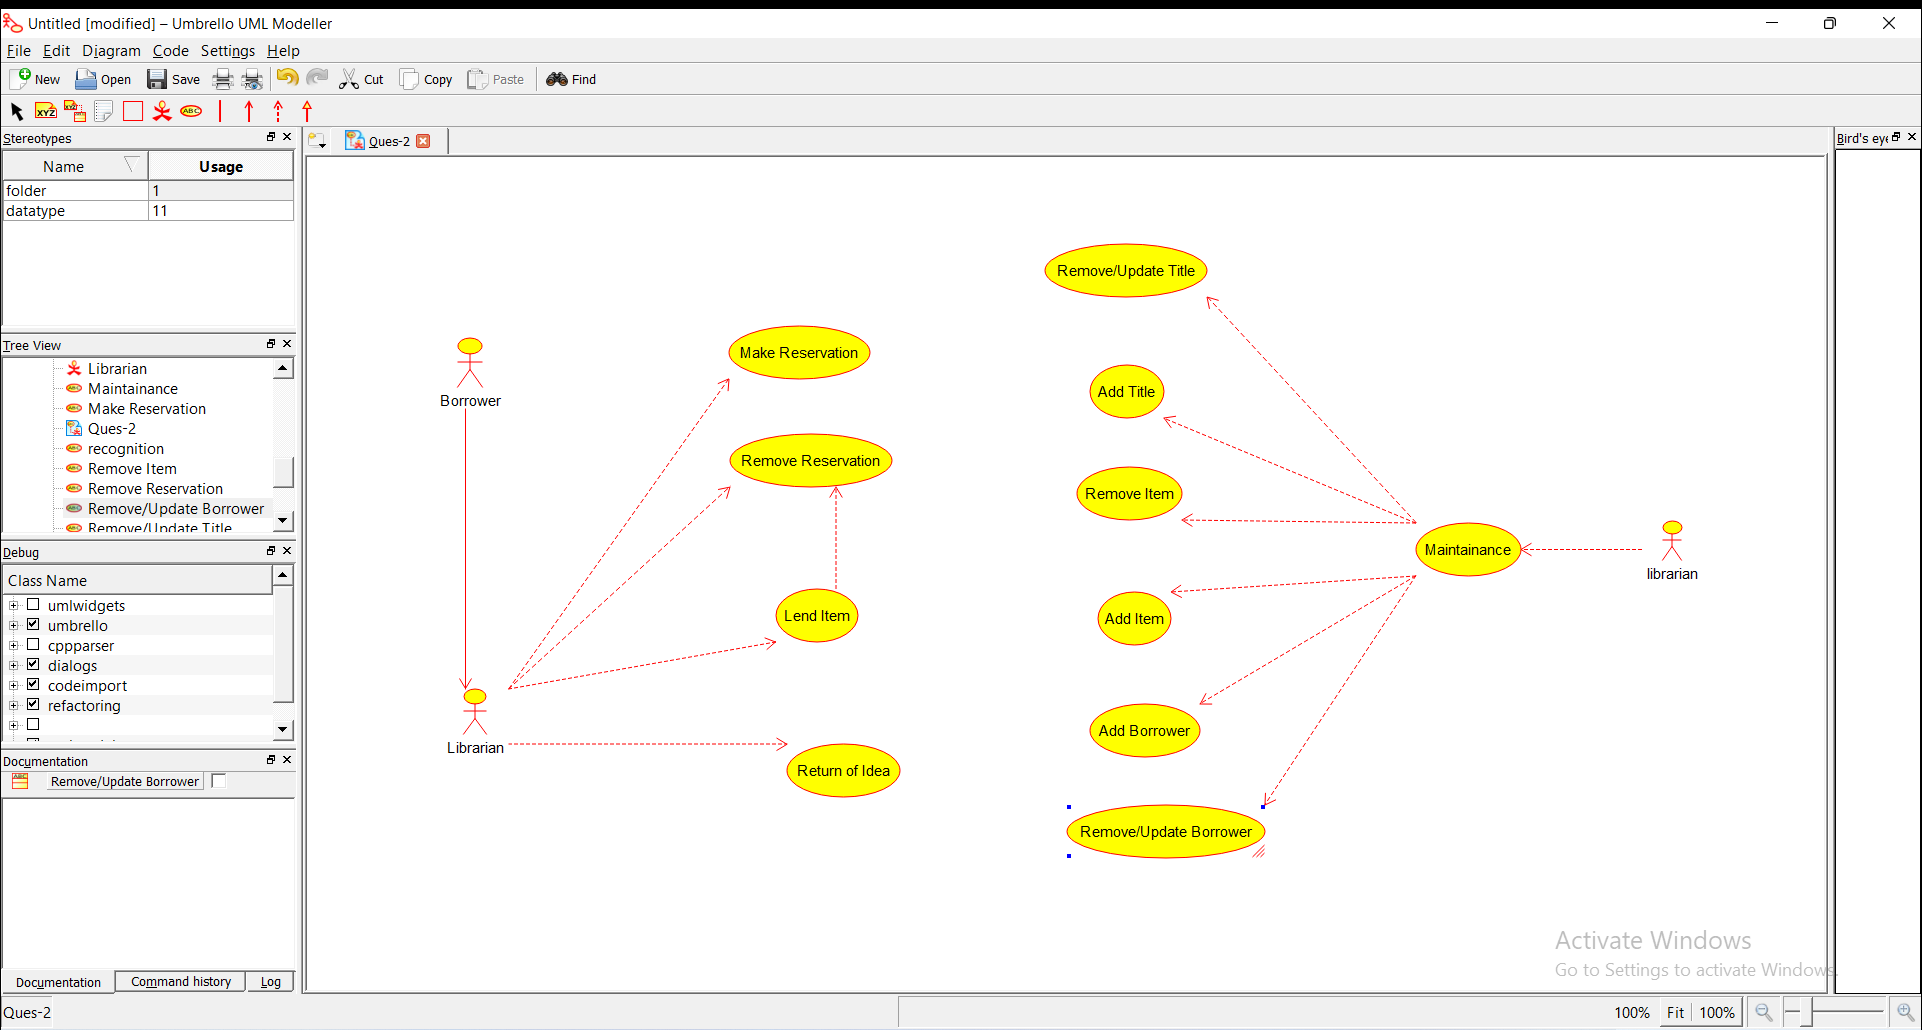 Untitled [modified] – Umbrello UML Modeller
File Edit Diagram Code Settings Help
New Open Save Cut Copy Paste Find
XYZ XYZ ABC
Stereotypes
Name Usage
folder 1
datatype 11
Tree View
Librarian
Maintainance
Make Reservation
Ques-2
recognition
Remove Item
Remove Reservation
Remove/Update Borrower
Remove/Update Title
Debug
Class Name
umlwidgets
umbrello
cppparser
dialogs
codeimport
refactoring
Documentation
Remove/Update Borrower
Documentation Command history Log
Ques-2
Ques-2
Borrower
Librarian
Make Reservation
Remove Reservation
Lend Item
Return of Idea
Remove/Update Title
Add Title
Remove Item
Add Item
Add Borrower
Remove/Update Borrower
Maintainance
librarian
Bird's eye
Activate Windows
Go to Settings to activate Windows.
100% Fit 100%